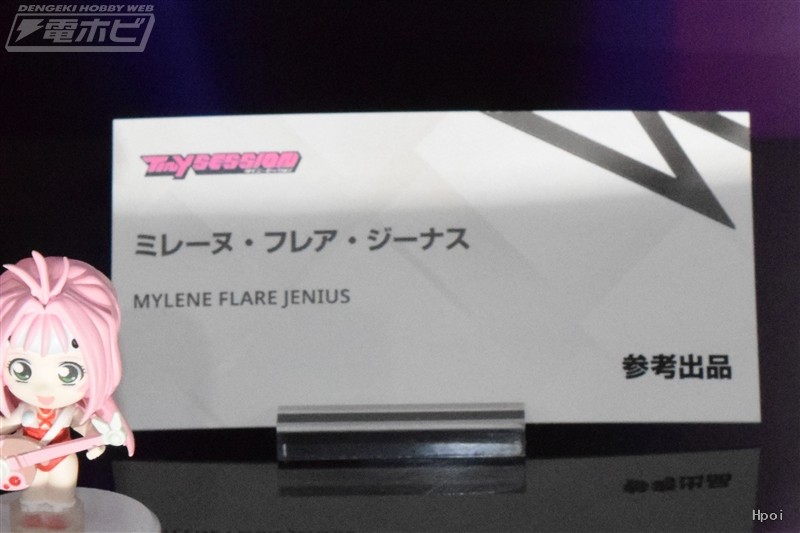 DENGEKI HOBBY WEB
電ホビ
TINY SESSION
ミレーヌ・フレア・ジーナス
MYLENE FLARE JENIUS
参考出品
Hpoi